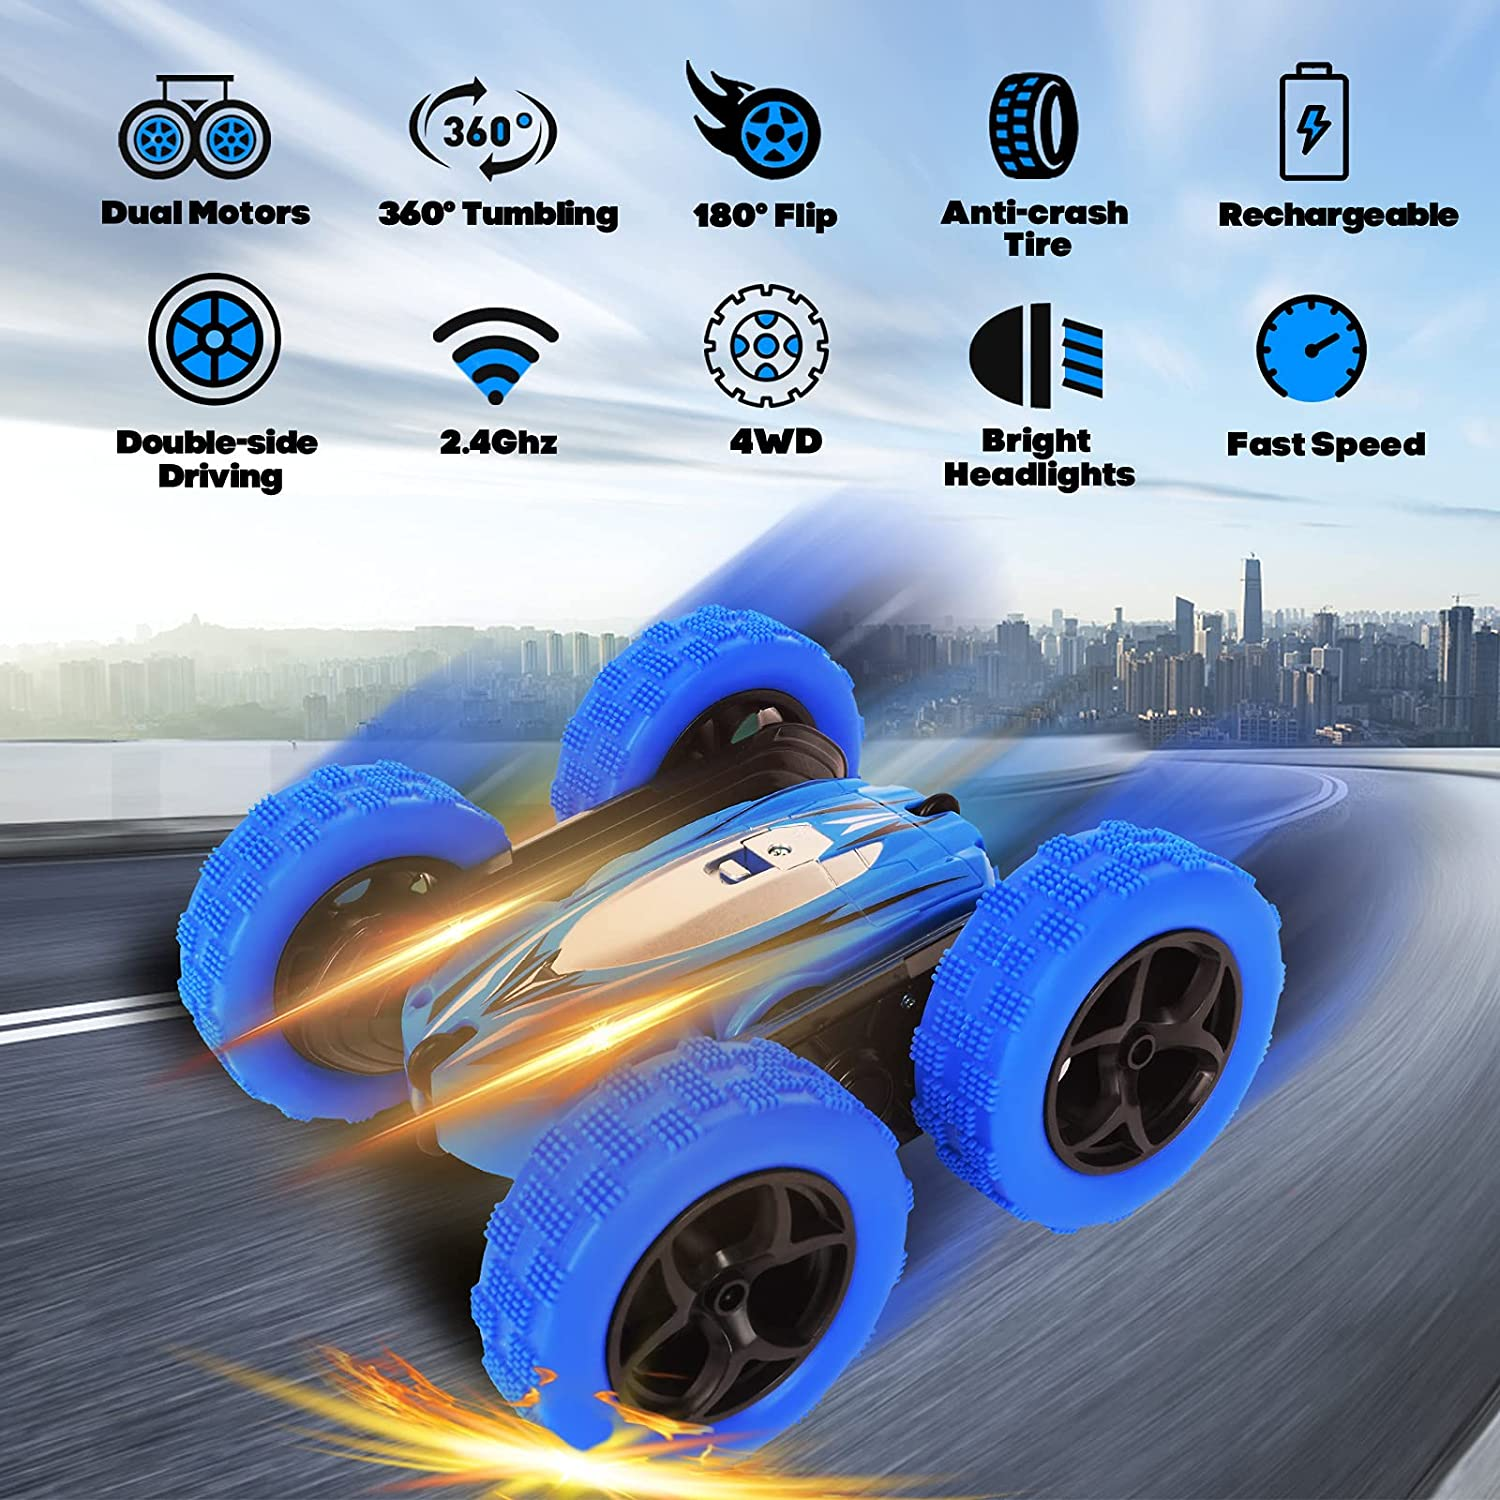 360°
Dual Motors
360° Tumbling
180° Flip
Anti-crash
Tire
Rechargeable
Double-side
Driving
2.4Ghz
4WD
Bright
Headlights
Fast Speed